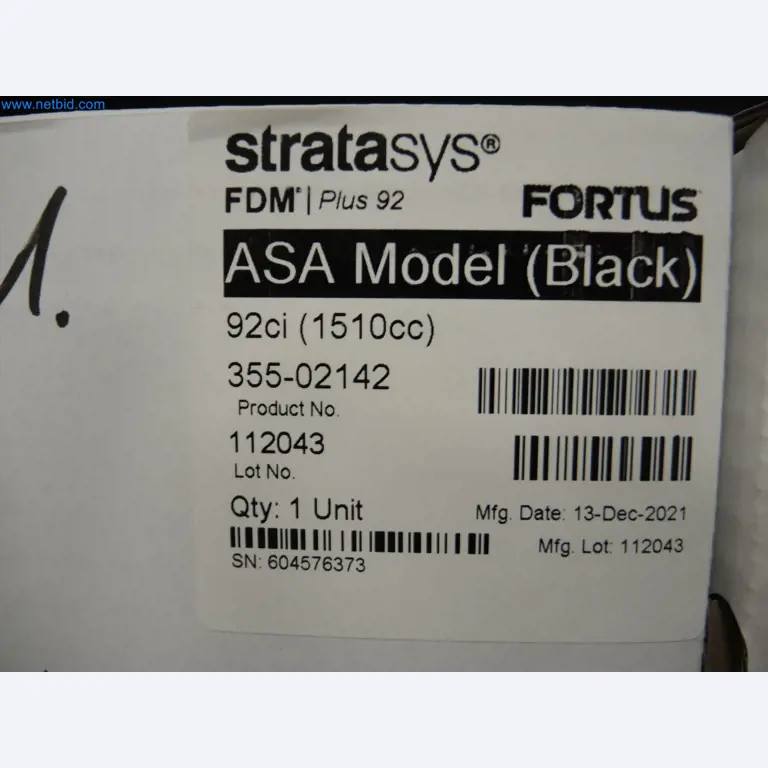 www.netbid.com
stratasys®
FDM® | Plus 92
FORTUS
ASA Model (Black)
92ci (1510cc)
355-02142
Product No.
112043
Lot No.
Qty: 1 Unit
Mfg. Date: 13-Dec-2021
Mfg. Lot: 112043
SN: 604576373